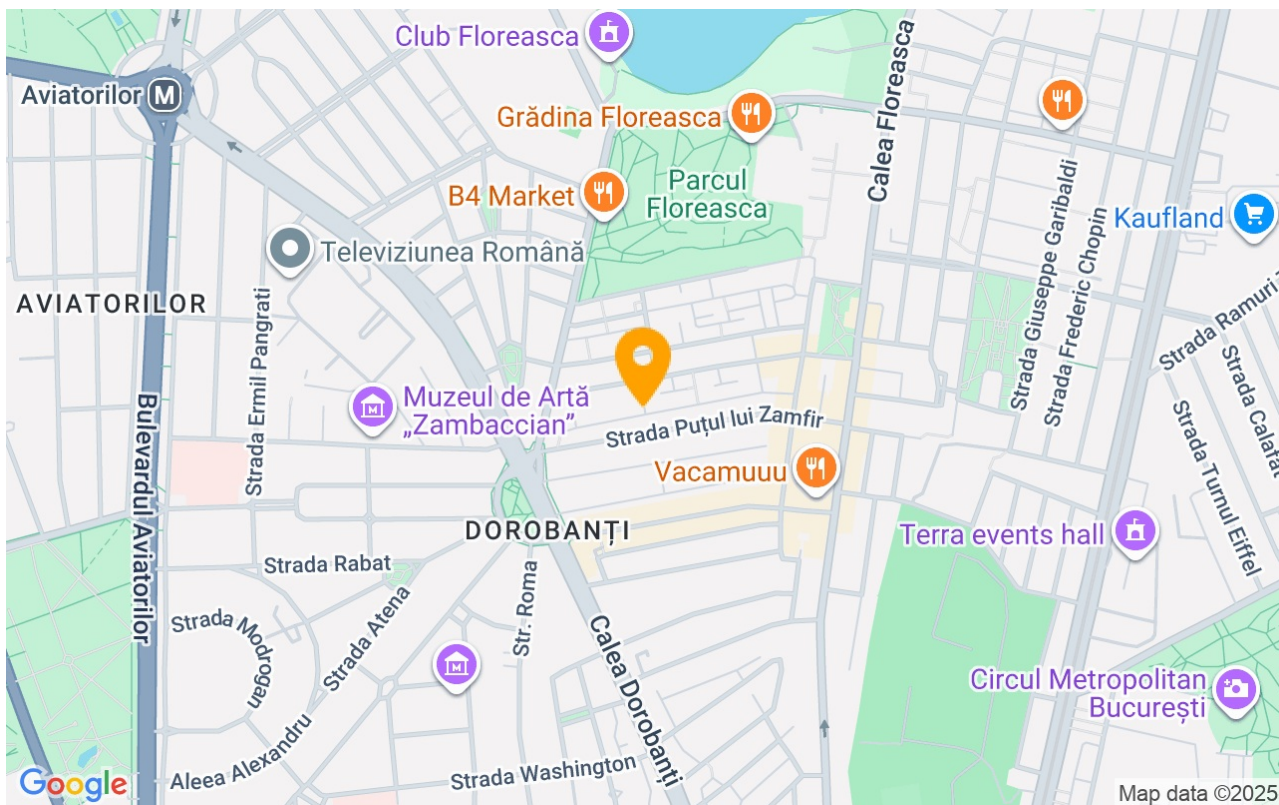 Club Floreasca
Aviatorilor M
Grădina Floreasca
Calea Floreasca
B4 Market
Parcul
Floreasca
Strada Giuseppe Garibaldi
Strada Frederic Chopin
Kaufland
Televiziunea Română
AVIATORILOR
Strada Ermil Pangrati
Strada Ramuri
Strada Calafat
Strada Turnul Eiffel
Bulevardul Aviatorilor
Muzeul de Artă
„Zambaccian”
Strada Puțul lui Zamfir
Vacamuuu
DOROBANȚI
Terra events hall
Strada Rabat
Strada Modrogan
Strada Atena
Str. Roma
Calea Dorobanți
Circul Metropolitan
București
Aleea Alexandru
Strada Washington
Google
Map data ©2025